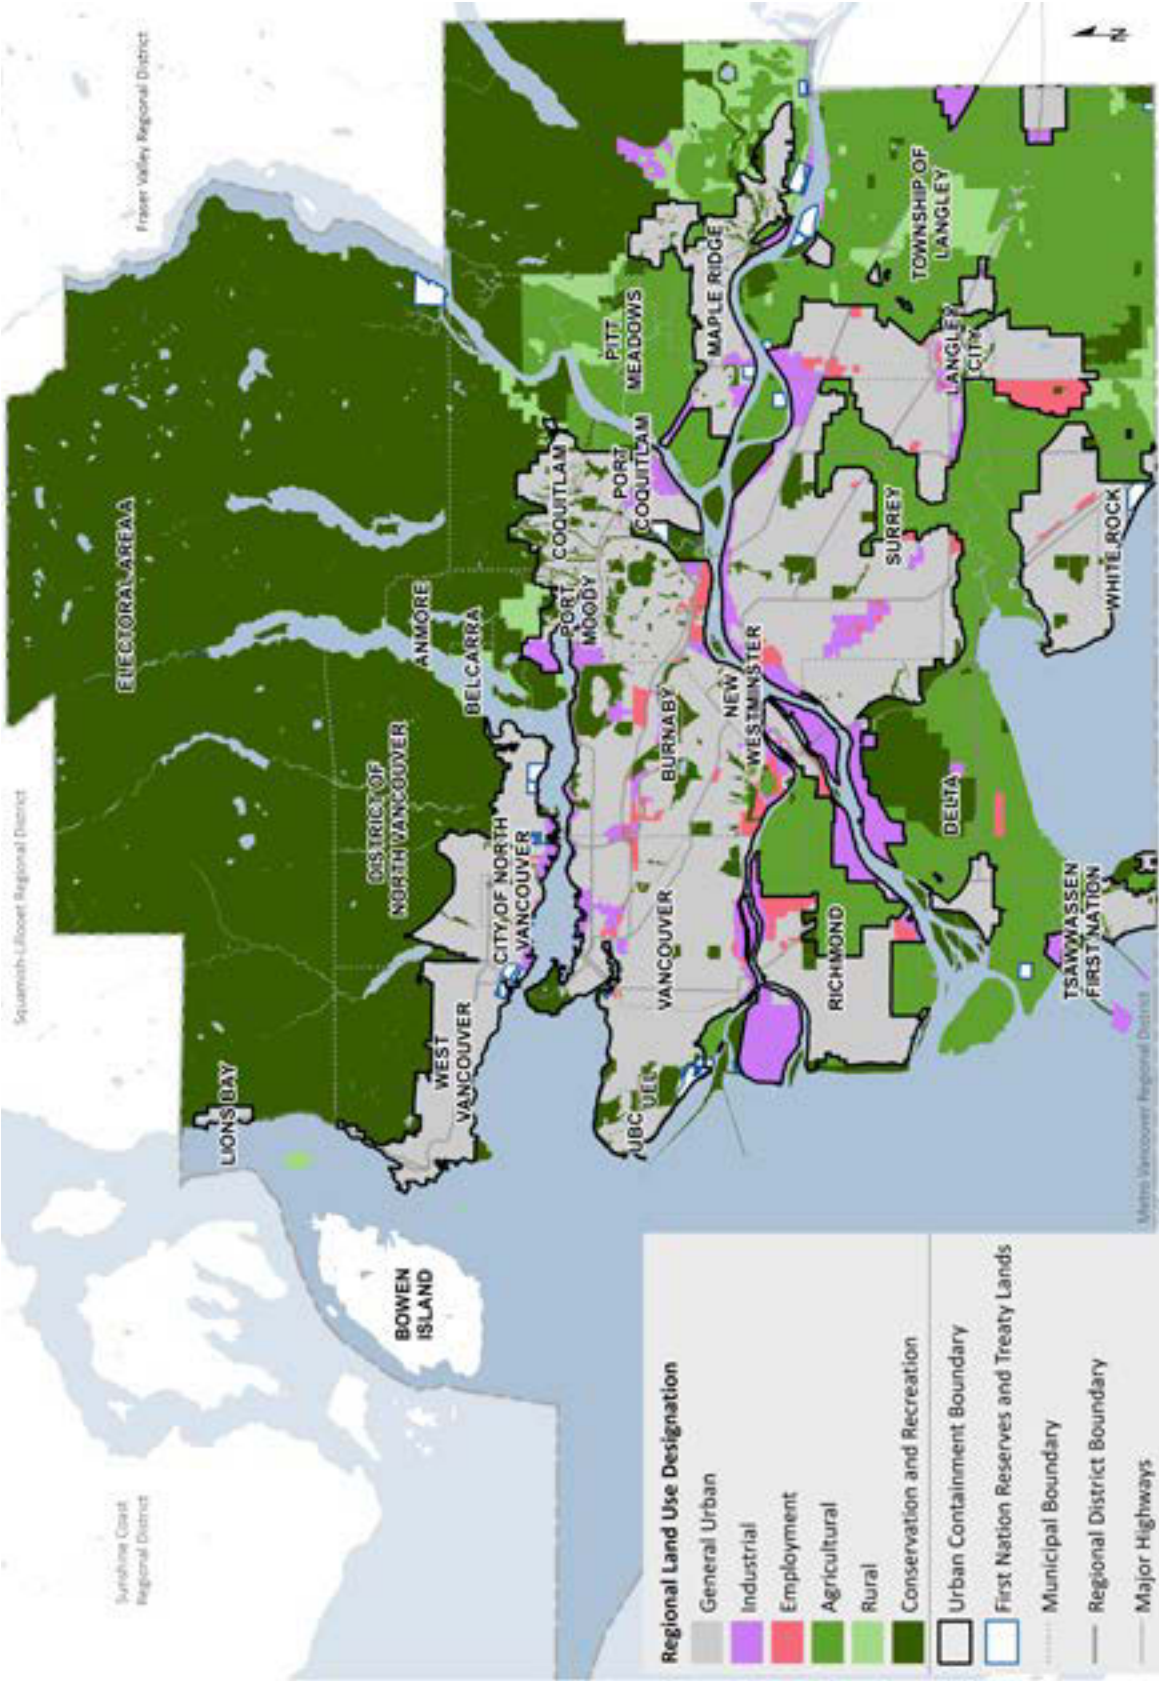 Squamish-Lillooet Regional District
Fraser Valley Regional District
Sunshine Coast
Regional District
ELECTORAL AREA A
LIONS BAY
BOWEN
ISLAND
DISTRICT OF
NORTH VANCOUVER
ANMORE
BELCARRA
WEST
VANCOUVER
CITY OF NORTH
VANCOUVER
PORT
MOODY
COQUITLAM
PORT
COQUITLAM
PITT
MEADOWS
MAPLE RIDGE
UBC
UEL
VANCOUVER
BURNABY
NEW
WESTMINSTER
RICHMOND
DELTA
SURREY
LANGLEY
CITY
TOWNSHIP OF
LANGLEY
WHITE ROCK
TSAWWASSEN
FIRST NATION
Metro Vancouver Regional District
N
Regional Land Use Designation
General Urban
Industrial
Employment
Agricultural
Rural
Conservation and Recreation
Urban Containment Boundary
First Nation Reserves and Treaty Lands
Municipal Boundary
Regional District Boundary
Major Highways